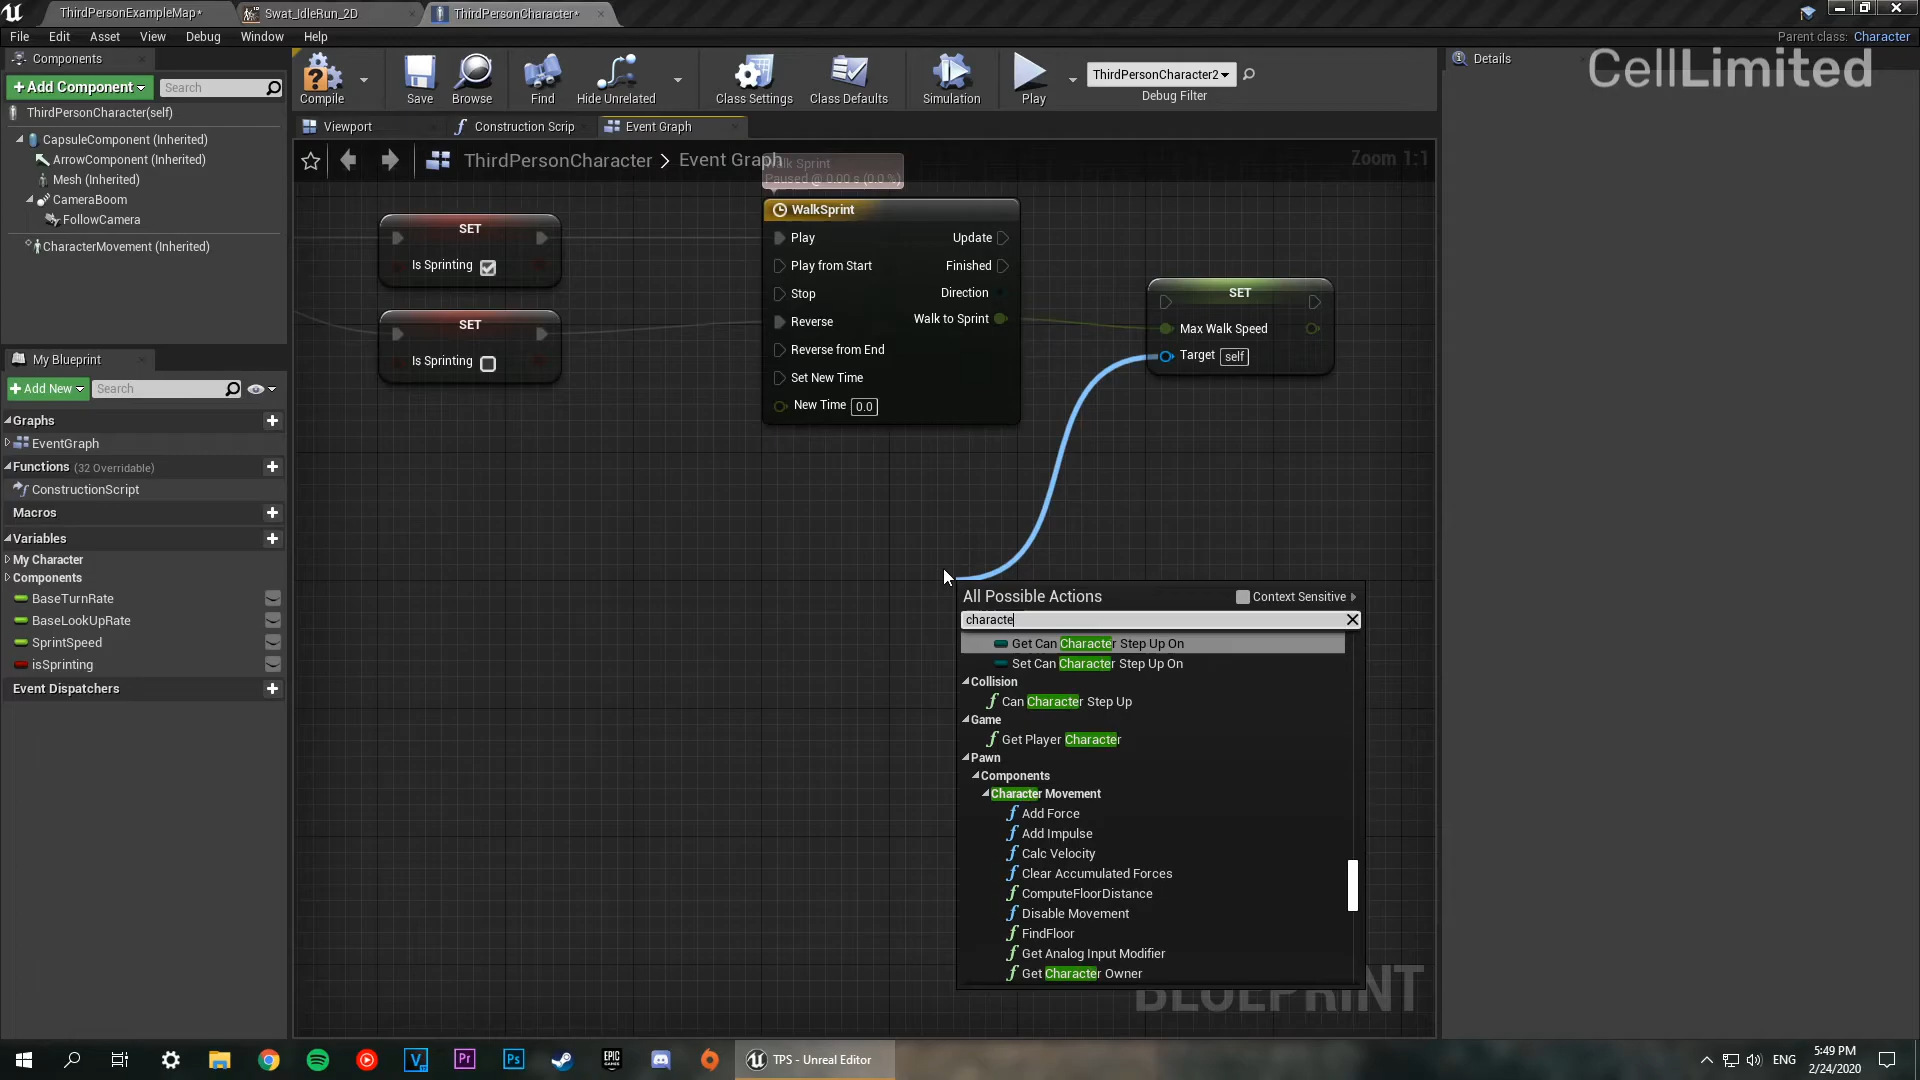 ThirdPersonExampleMap*
Swat_IdleRun_2D
ThirdPersonCharacter*
File Edit Asset View Debug Window Help
Parent class: Character
Components
Details
CellLimited
+Add Component
Search
Compile
Save
Browse
Find
Hide Unrelated
Class Settings
Class Defaults
Simulation
Play
ThirdPersonCharacter2
Debug Filter
ThirdPersonCharacter(self)
CapsuleComponent (Inherited)
ArrowComponent (Inherited)
Mesh (Inherited)
CameraBoom
FollowCamera
CharacterMovement (Inherited)
Viewport
Construction Scrip
Event Graph
ThirdPersonCharacter > Event Graph
Zoom 1:1
Walk Sprint
Paused @ 0.00 s (0.0 %)
SET
Is Sprinting
SET
Is Sprinting
WalkSprint
Play
Update
Play from Start
Finished
Stop
Direction
Reverse
Walk to Sprint
Reverse from End
Set New Time
New Time 0.0
SET
Max Walk Speed
Target self
My Blueprint
+Add New
Search
Graphs
EventGraph
Functions (32 Overridable)
ConstructionScript
Macros
Variables
My Character
Components
BaseTurnRate
BaseLookUpRate
SprintSpeed
isSprinting
Event Dispatchers
All Possible Actions
Context Sensitive
characte
Get Can Character Step Up On
Set Can Character Step Up On
Collision
Can Character Step Up
Game
Get Player Character
Pawn
Components
Character Movement
Add Force
Add Impulse
Calc Velocity
Clear Accumulated Forces
ComputeFloorDistance
Disable Movement
FindFloor
Get Analog Input Modifier
Get Character Owner
BLUEPRINT
TPS - Unreal Editor
ENG
5:49 PM
2/24/2020